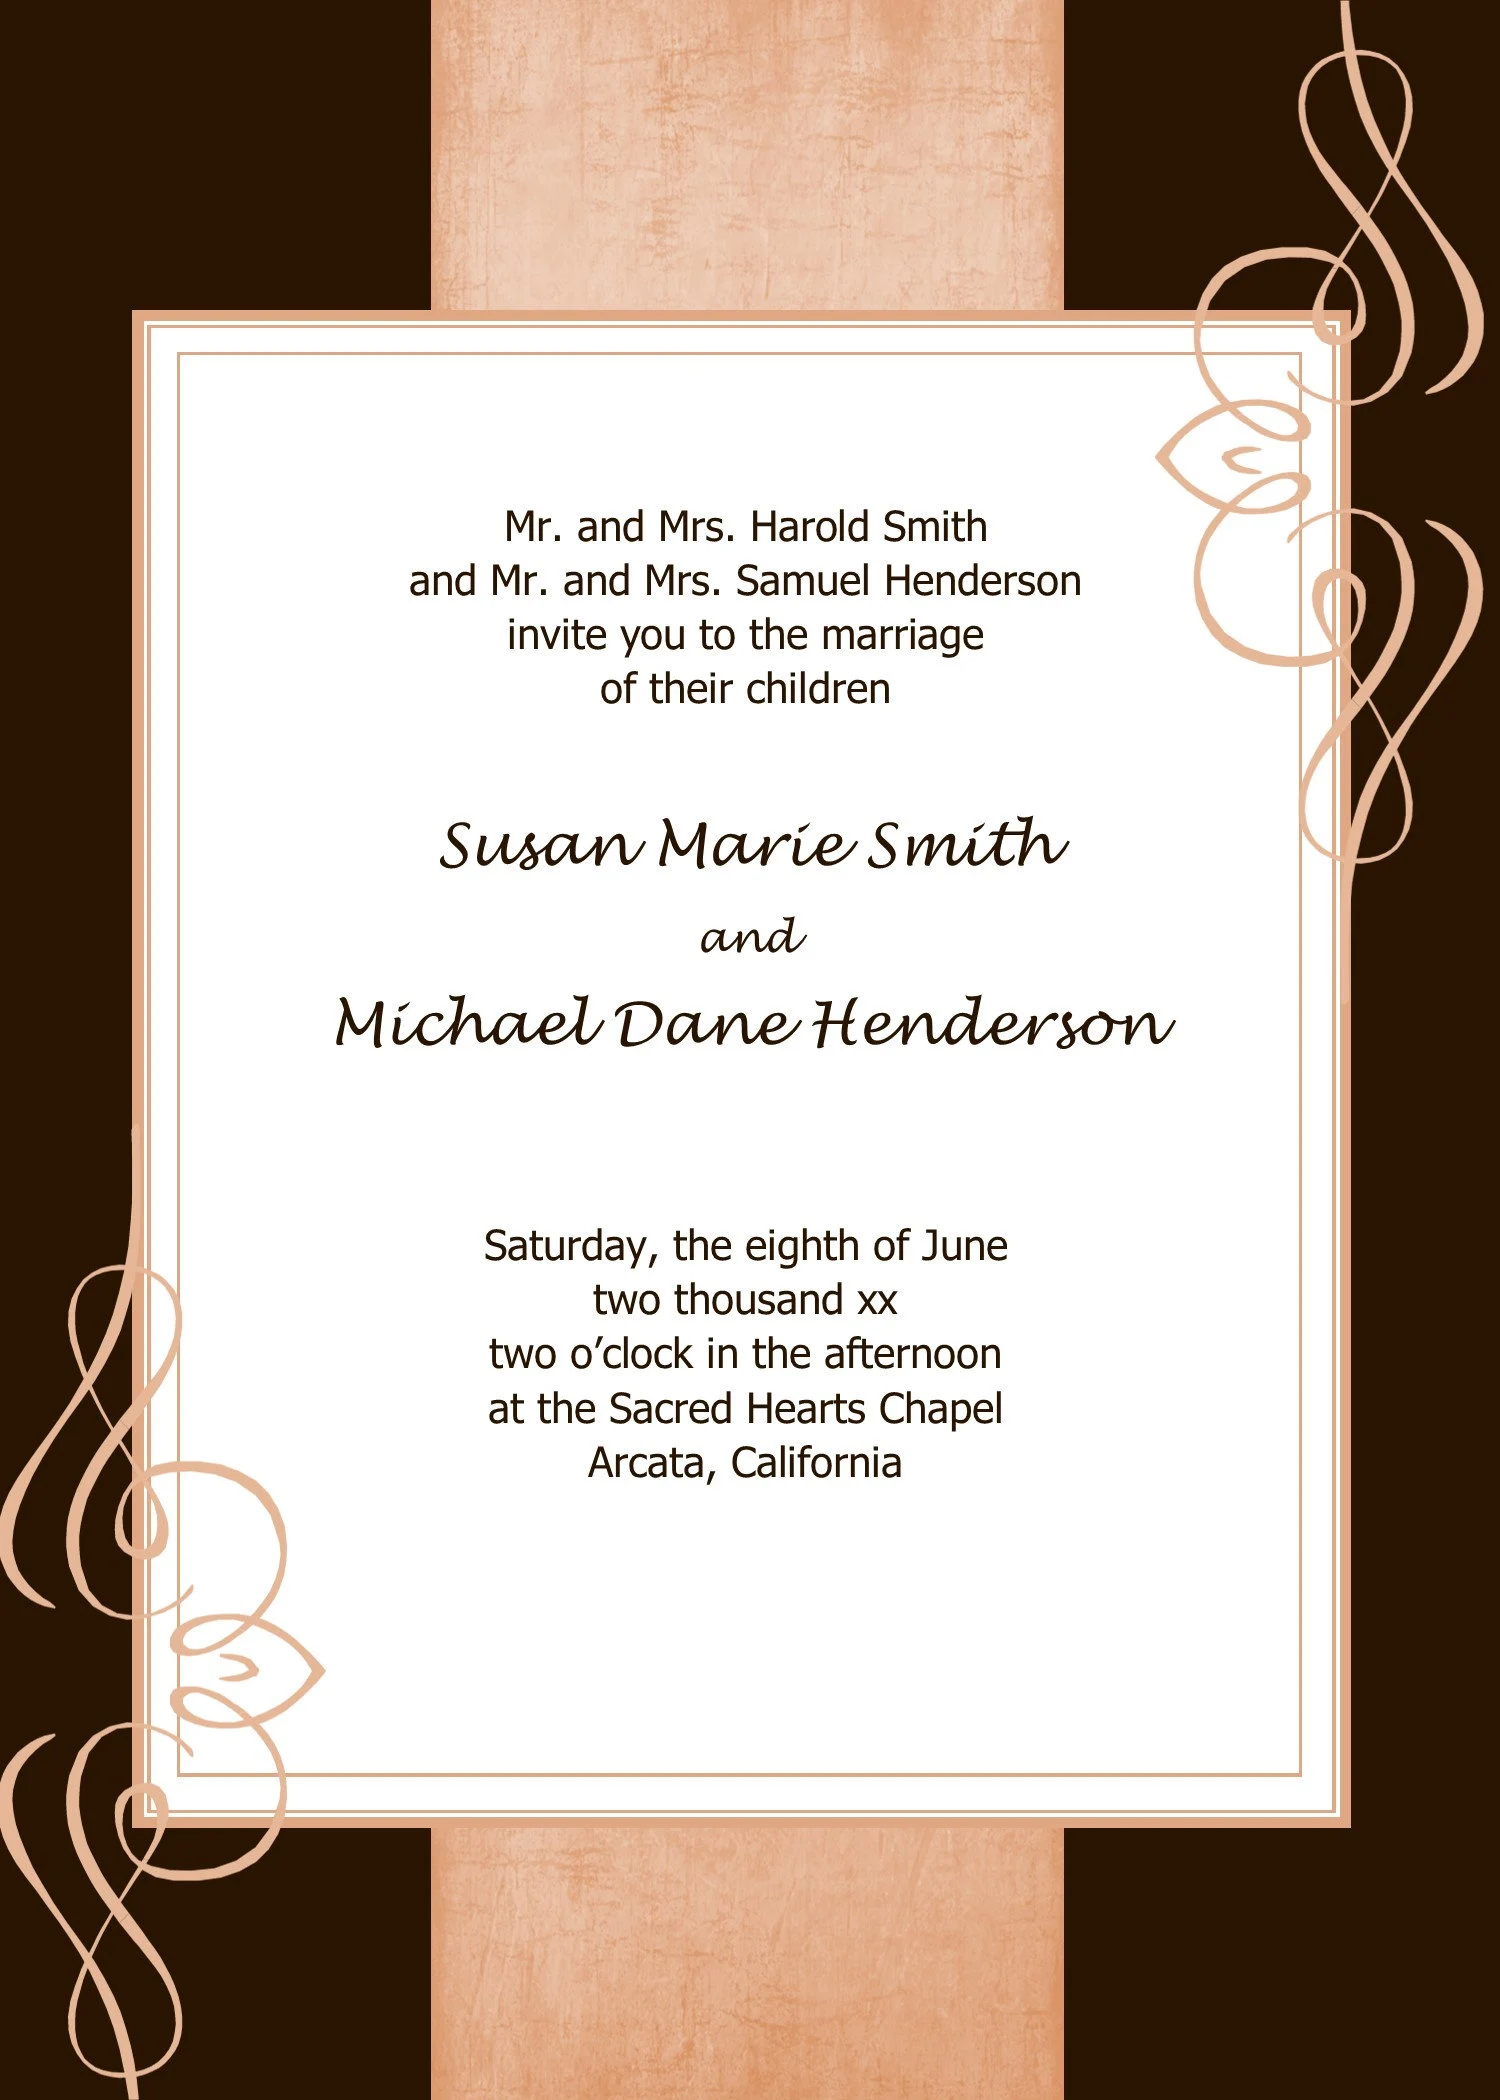 Mr. and Mrs. Harold Smith
and Mr. and Mrs. Samuel Henderson
invite you to the marriage
of their children
Susan Marie Smith
and
Michael Dane Henderson
Saturday, the eighth of June
two thousand xx
two o’clock in the afternoon
at the Sacred Hearts Chapel
Arcata, California